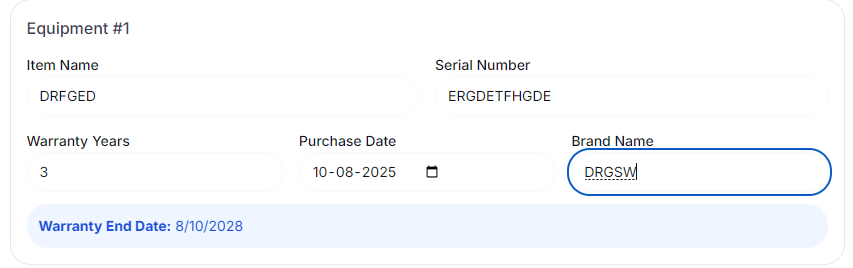 Equipment #1
Item Name
Serial Number
DRFGED
ERGDETFHGDE
Warranty Years
Purchase Date
Brand Name
3
10-08-2025
DRGSW
Warranty End Date: 8/10/2028